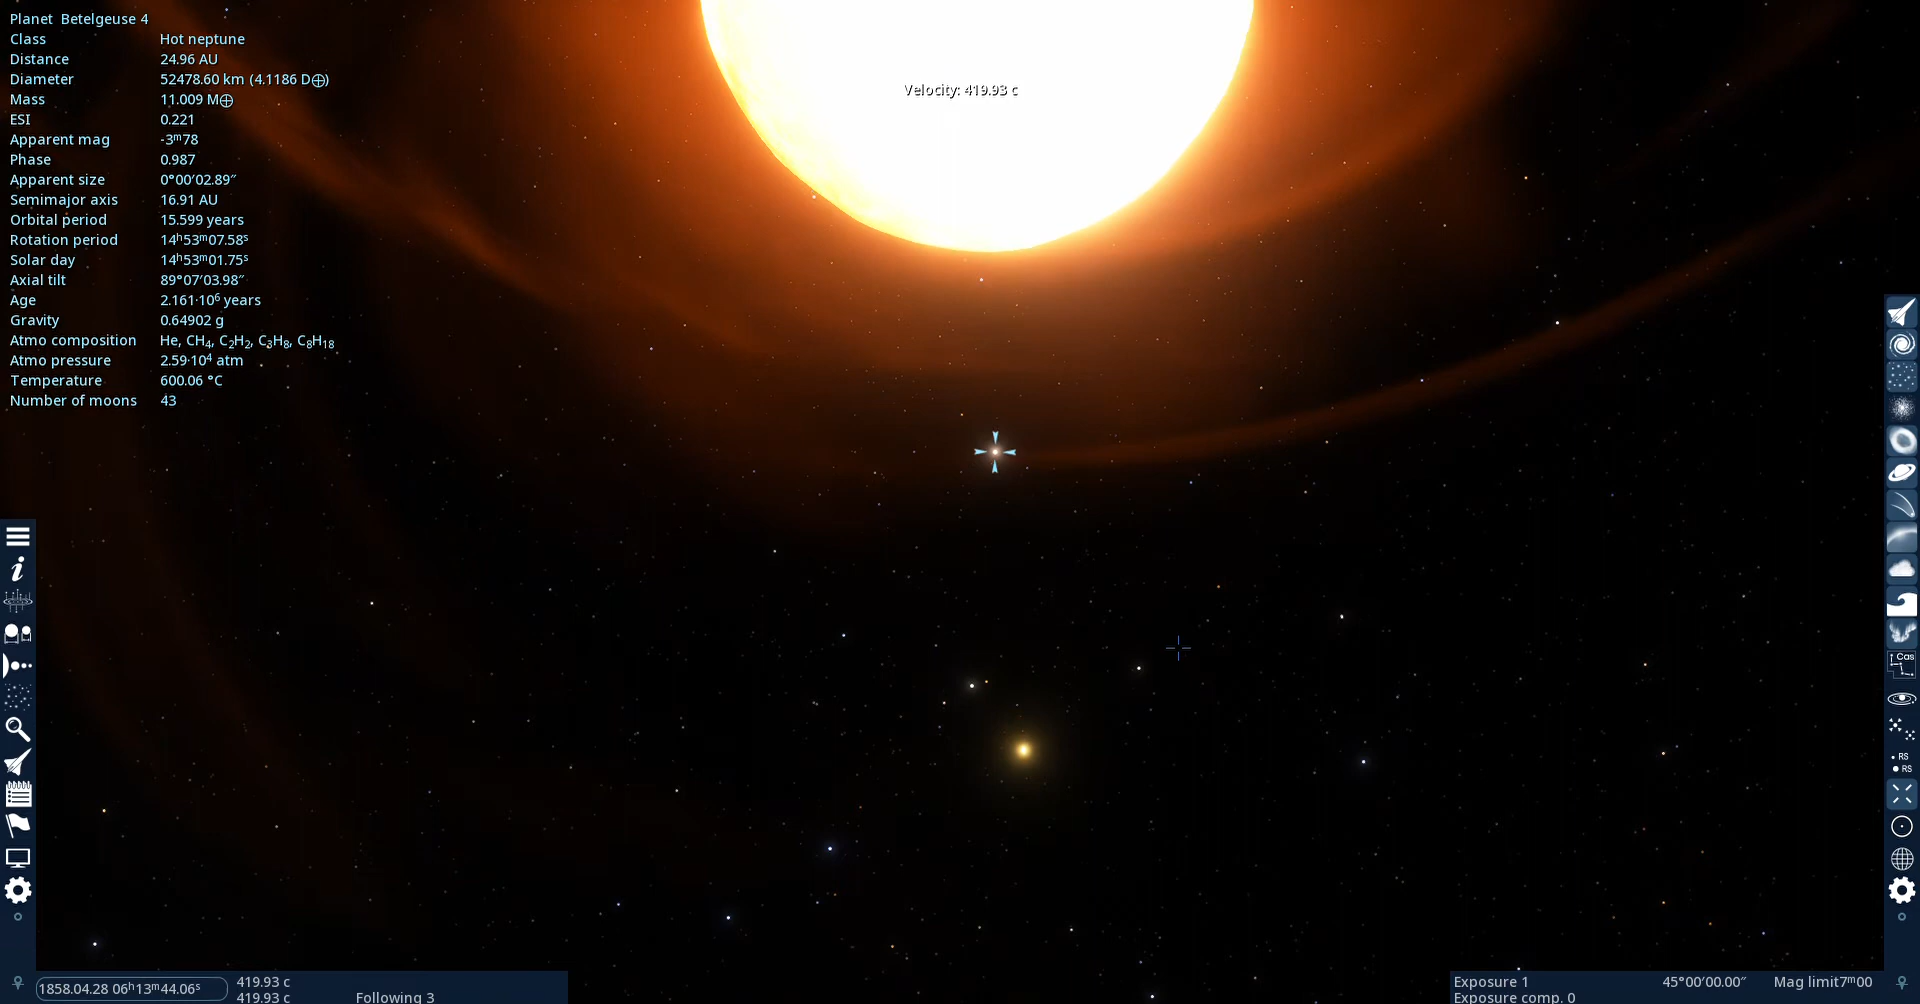 Planet Betelgeuse 4
Class Hot neptune
Distance 24.96 AU
Diameter 52478.60 km (4.1186 D⊕)
Mass 11.009 M⊕
ESI 0.221
Apparent mag -3ᵐ78
Phase 0.987
Apparent size 0°00′02.89″
Semimajor axis 16.91 AU
Orbital period 15.599 years
Rotation period 14ʰ53ᵐ07.58ˢ
Solar day 14ʰ53ᵐ01.75ˢ
Axial tilt 89°07′03.98″
Age 2.161·10⁶ years
Gravity 0.64902 g
Atmo composition He, CH₄, C₂H₂, C₃H₈, C₈H₁₈
Atmo pressure 2.59·10⁴ atm
Temperature 600.06 °C
Number of moons 43
Velocity: 419.93 c
Cas
RS
RS
1858.04.28 06ʰ13ᵐ44.06ˢ
419.93 c
419.93 c Following 3
Exposure 1 45°00′00.00″ Mag limit7ᵐ00
Exposure comp. 0